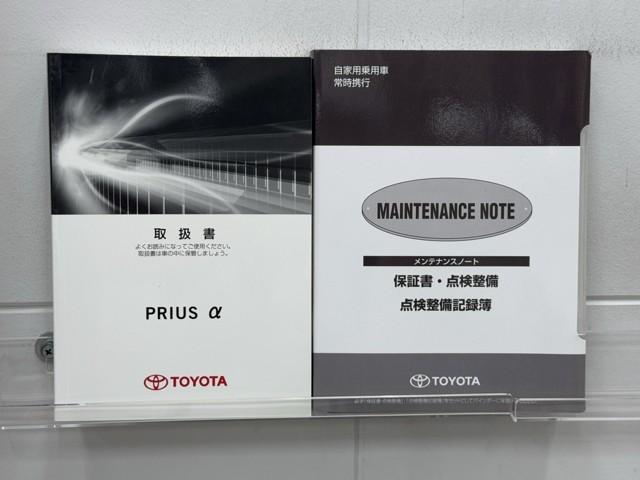 取扱書
よくお読みになってご使用ください。
取扱書は車の中に保管しましょう。
PRIUS α
TOYOTA
自家用乗用車
常時携行
MAINTENANCE NOTE
メンテナンスノート
保証書・点検整備
点検整備記録簿
TOYOTA